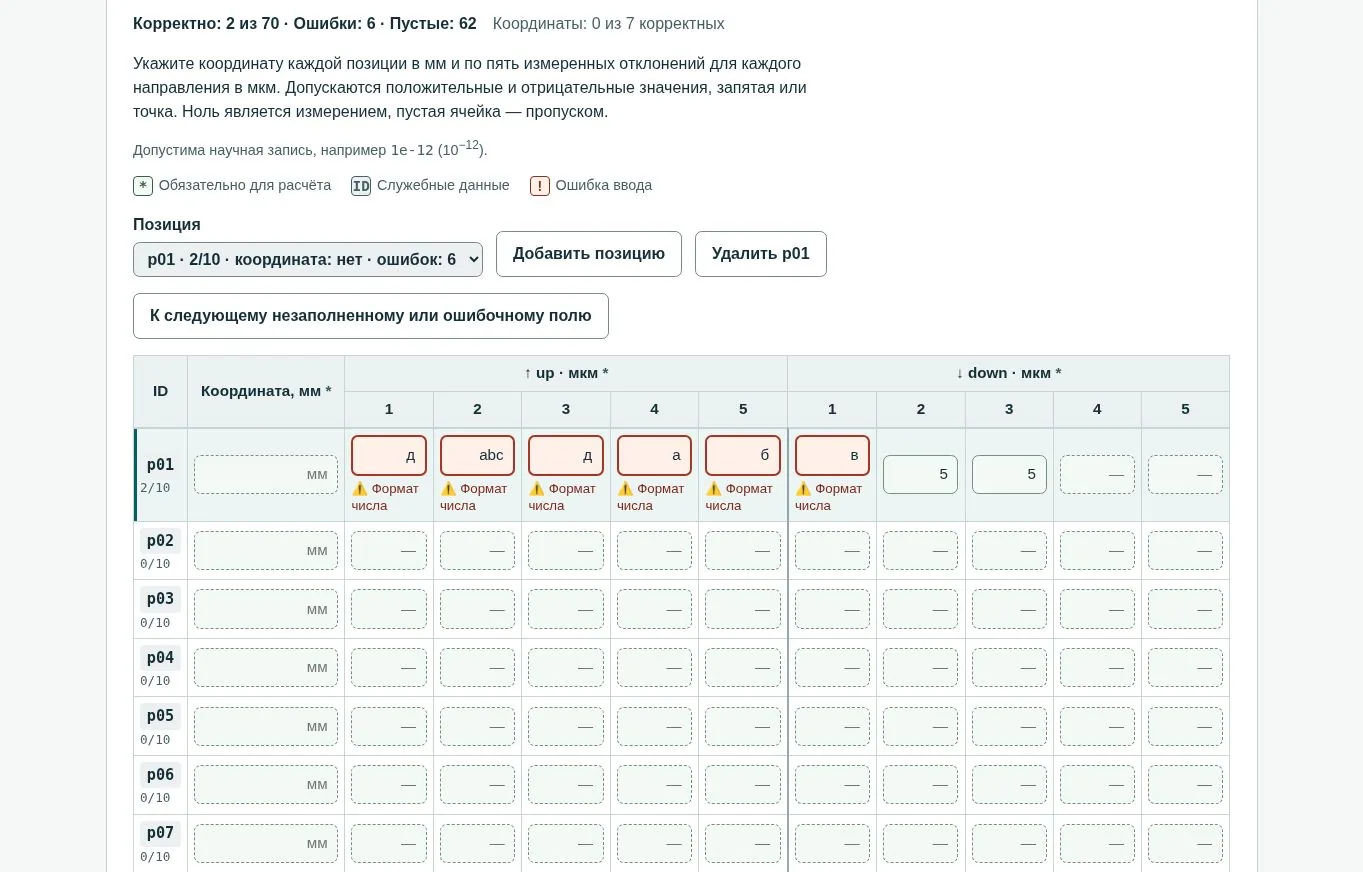 Корректно: 2 из 70 · Ошибки: 6 · Пустые: 62 Координаты: 0 из 7 корректных
Укажите координату каждой позиции в мм и по пять измеренных отклонений для каждого
направления в мкм. Допускаются положительные и отрицательные значения, запятая или
точка. Ноль является измерением, пустая ячейка — пропуском.
Допустима научная запись, например 1e-12 (10⁻¹²).
* Обязательно для расчёта ID Служебные данные ! Ошибка ввода
Позиция
p01 · 2/10 · координата: нет · ошибок: 6 Добавить позицию Удалить p01
К следующему незаполненному или ошибочному полю
ID Координата, мм * ↑ up · мкм * ↓ down · мкм *
1 2 3 4 5 1 2 3 4 5
p01 мм д abc д а б в 5 5 — —
2/10 ⚠️ Формат ⚠️ Формат ⚠️ Формат ⚠️ Формат ⚠️ Формат ⚠️ Формат
числа числа числа числа числа числа
p02 мм — — — — — — — — — —
0/10
p03 мм — — — — — — — — — —
0/10
p04 мм — — — — — — — — — —
0/10
p05 мм — — — — — — — — — —
0/10
p06 мм — — — — — — — — — —
0/10
p07 мм — — — — — — — — — —
0/10